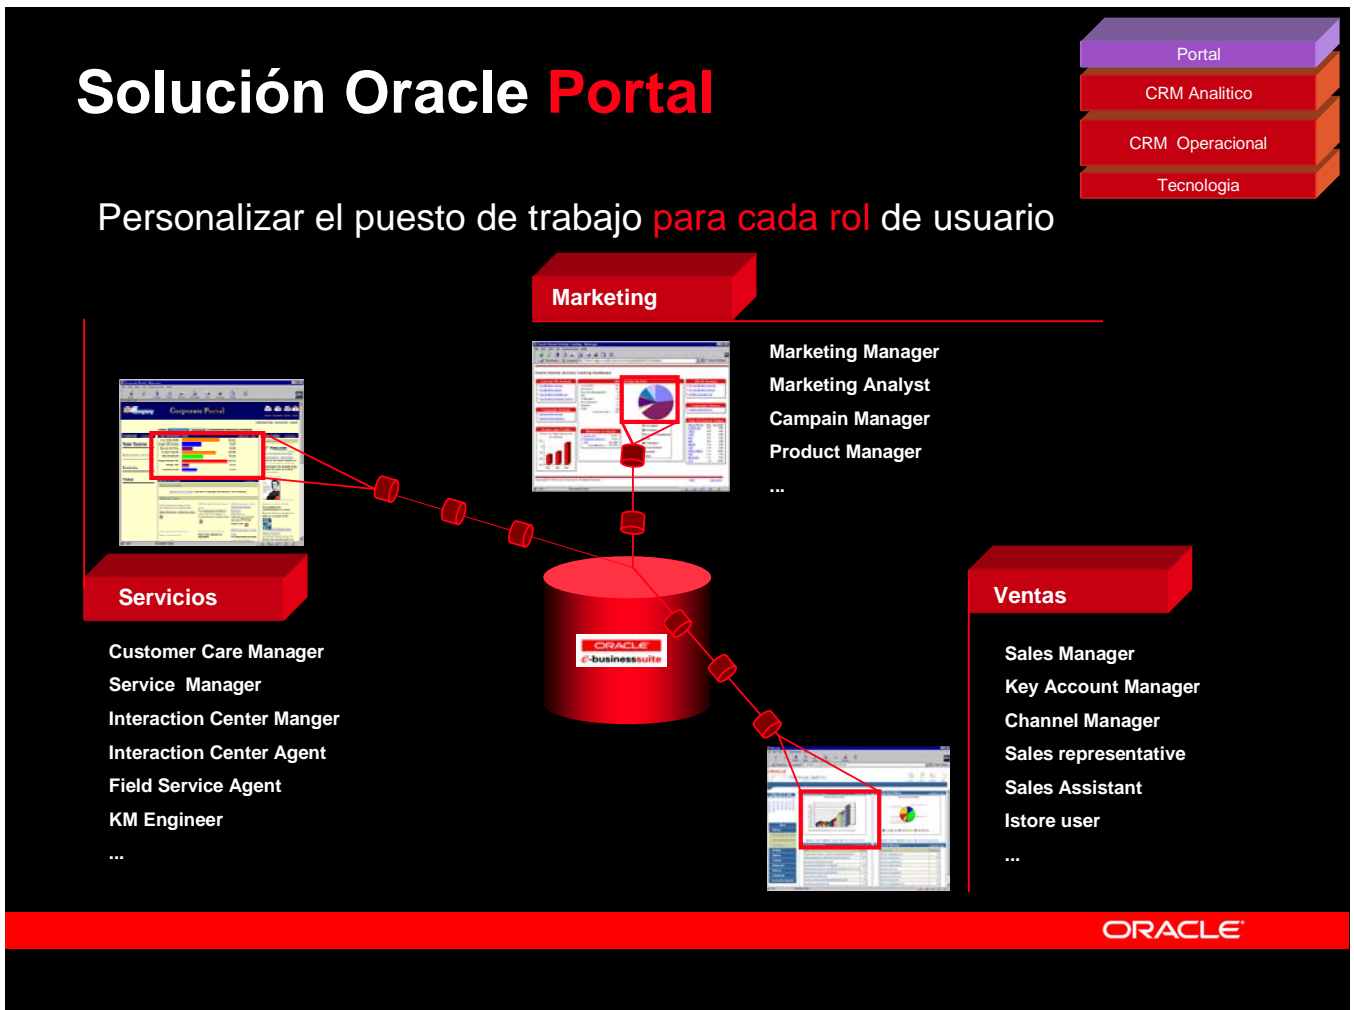 Solución Oracle Portal
Portal
CRM Analitico
CRM Operacional
Tecnologia
Personalizar el puesto de trabajo para cada rol de usuario
Marketing
Marketing Manager
Marketing Analyst
Campain Manager
Product Manager
...
Corporate Portal
Servicios
Customer Care Manager
Service Manager
Interaction Center Manger
Interaction Center Agent
Field Service Agent
KM Engineer
...
ORACLE
e-businesssuite
Ventas
Sales Manager
Key Account Manager
Channel Manager
Sales representative
Sales Assistant
Istore user
...
ORACLE